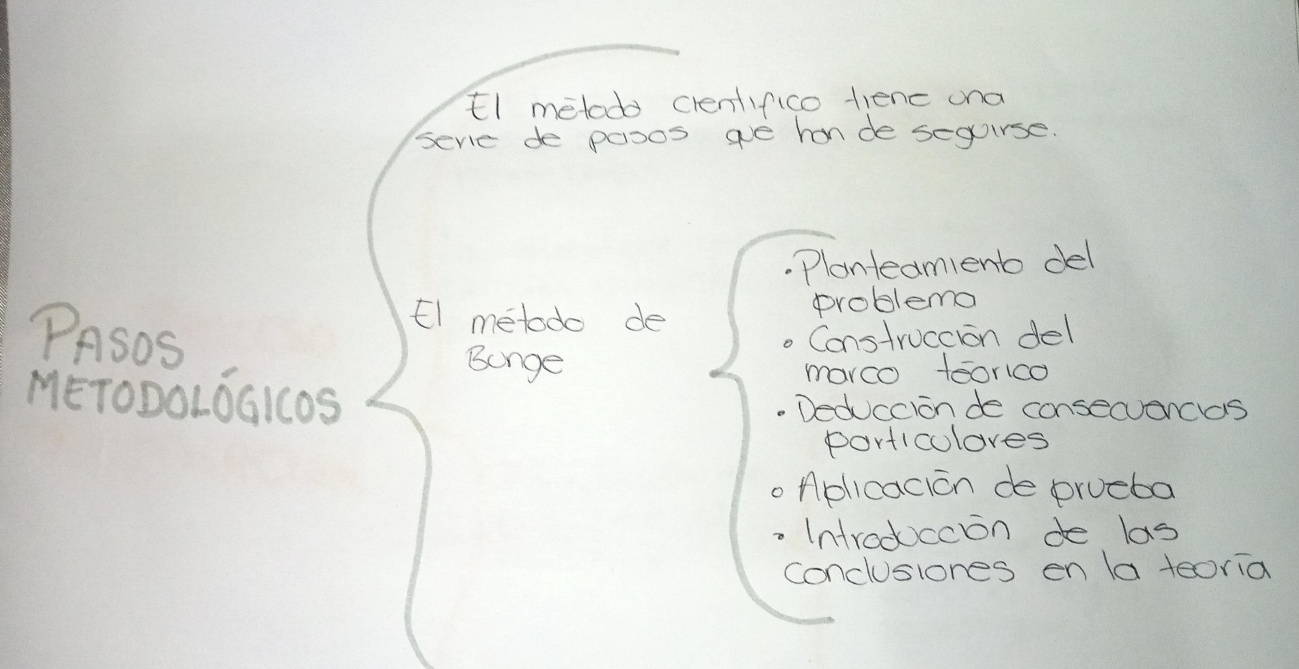 El método cientifico tiene una
serie de pasos que han de seguirse.
PASOS
METODOLÓGICOS
El método de
Bunge
• Planteamiento del
problema
• Construcción del
marco teórico
• Deducción de consecuencias
particulares
• Aplicación de prueba
• Introducción de las
conclusiones en la teoría